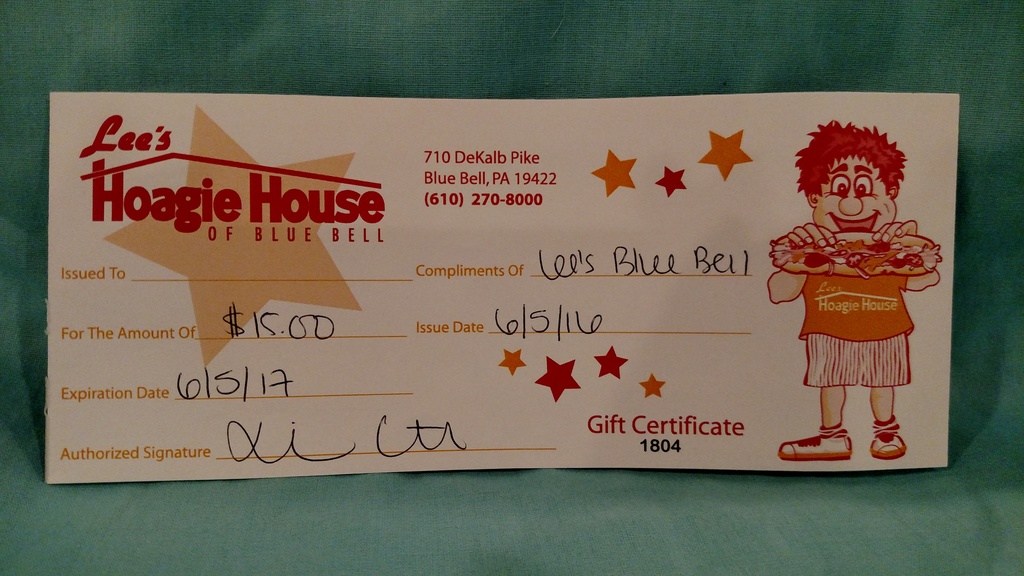 Lee's
Hoagie House
OF BLUE BELL
710 DeKalb Pike
Blue Bell, PA 19422
(610) 270-8000
Issued To
Compliments Of Lee's Blue Bell
For The Amount Of $15.00
Issue Date 6/5/16
Expiration Date 6/5/17
Authorized Signature
Gift Certificate
1804
Lee's
Hoagie House